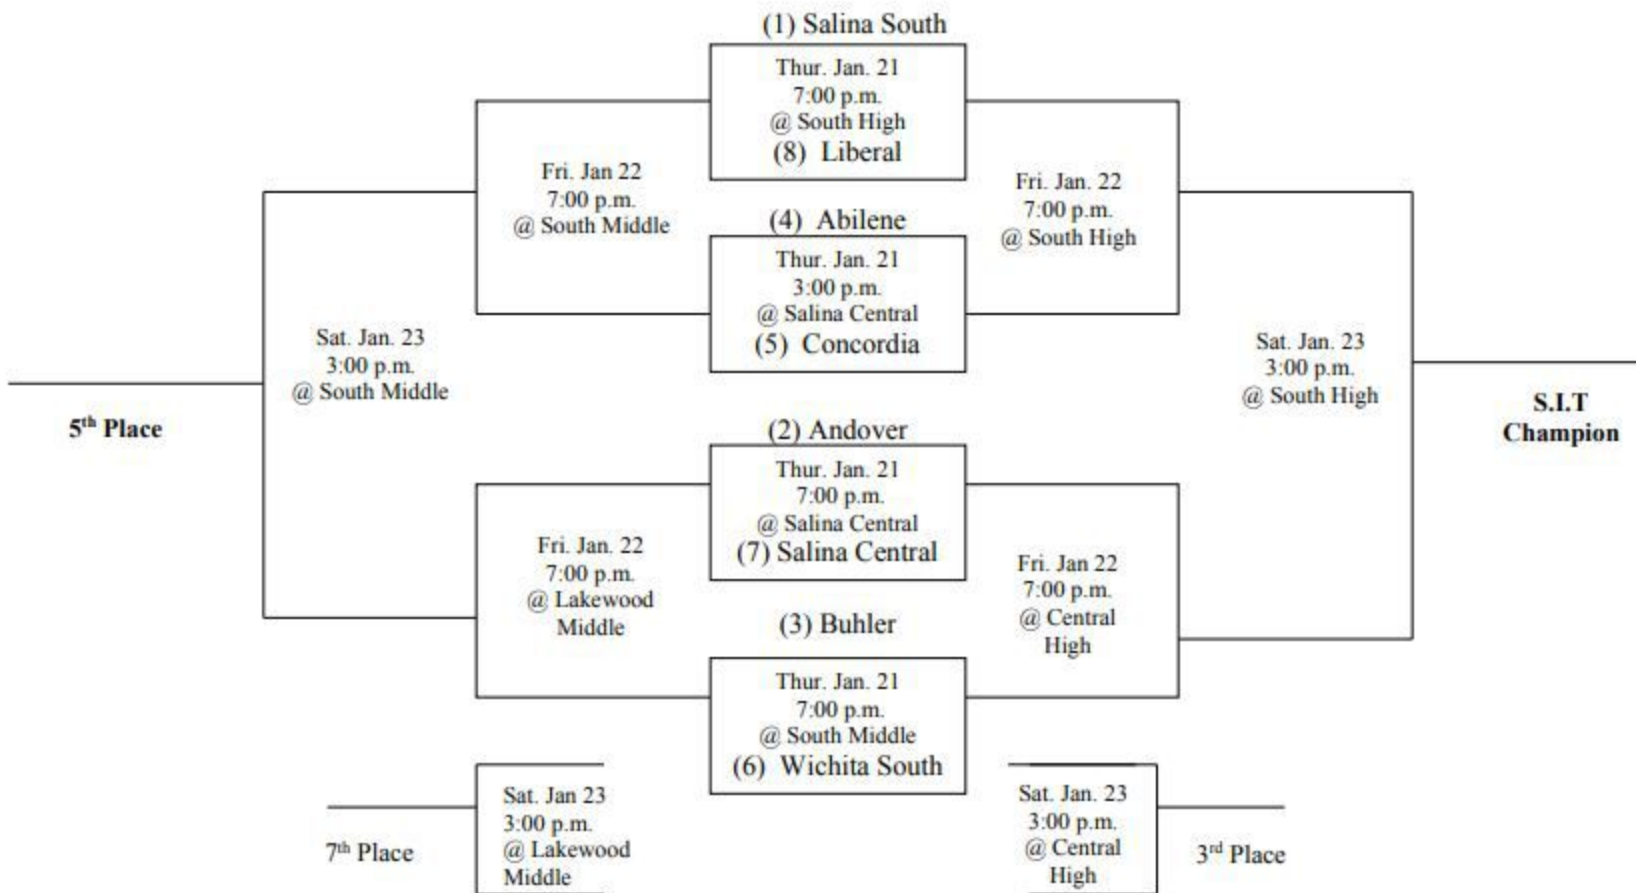 (1) Salina South
Thur. Jan. 21
7:00 p.m.
@ South High
(8) Liberal
Fri. Jan 22
7:00 p.m.
@ South Middle
Fri. Jan. 22
7:00 p.m.
@ South High
(4) Abilene
Thur. Jan. 21
3:00 p.m.
@ Salina Central
(5) Concordia
Sat. Jan. 23
3:00 p.m.
@ South Middle
Sat. Jan. 23
3:00 p.m.
@ South High
5th Place
S.I.T
Champion
(2) Andover
Thur. Jan. 21
7:00 p.m.
@ Salina Central
(7) Salina Central
Fri. Jan. 22
7:00 p.m.
@ Lakewood
Middle
Fri. Jan 22
7:00 p.m.
@ Central
High
(3) Buhler
Thur. Jan. 21
7:00 p.m.
@ South Middle
(6) Wichita South
Sat. Jan 23
3:00 p.m.
@ Lakewood
Middle
7th Place
Sat. Jan. 23
3:00 p.m.
@ Central
High
3rd Place